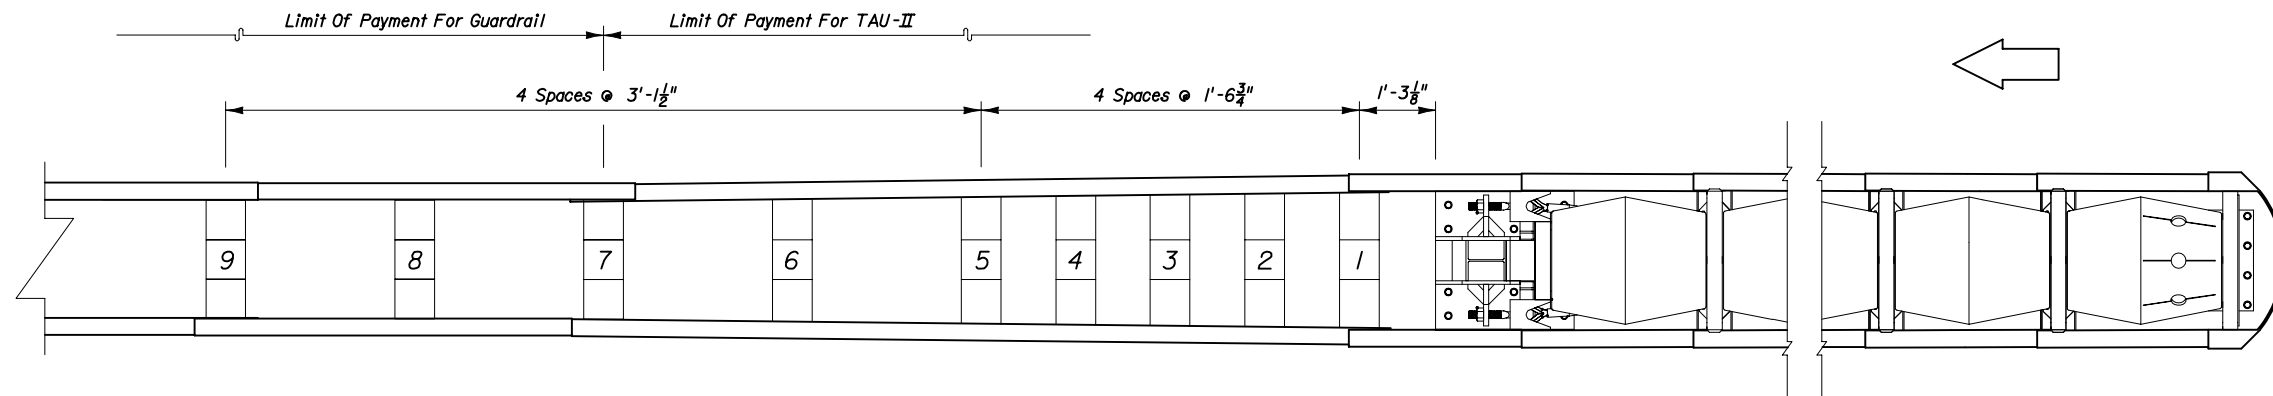 Limit Of Payment For Guardrail Limit Of Payment For TAU-II
4 Spaces @ 3'-1½" 4 Spaces @ 1'-6¾" 1'-3⅛"
9 8 7 6 5 4 3 2 1